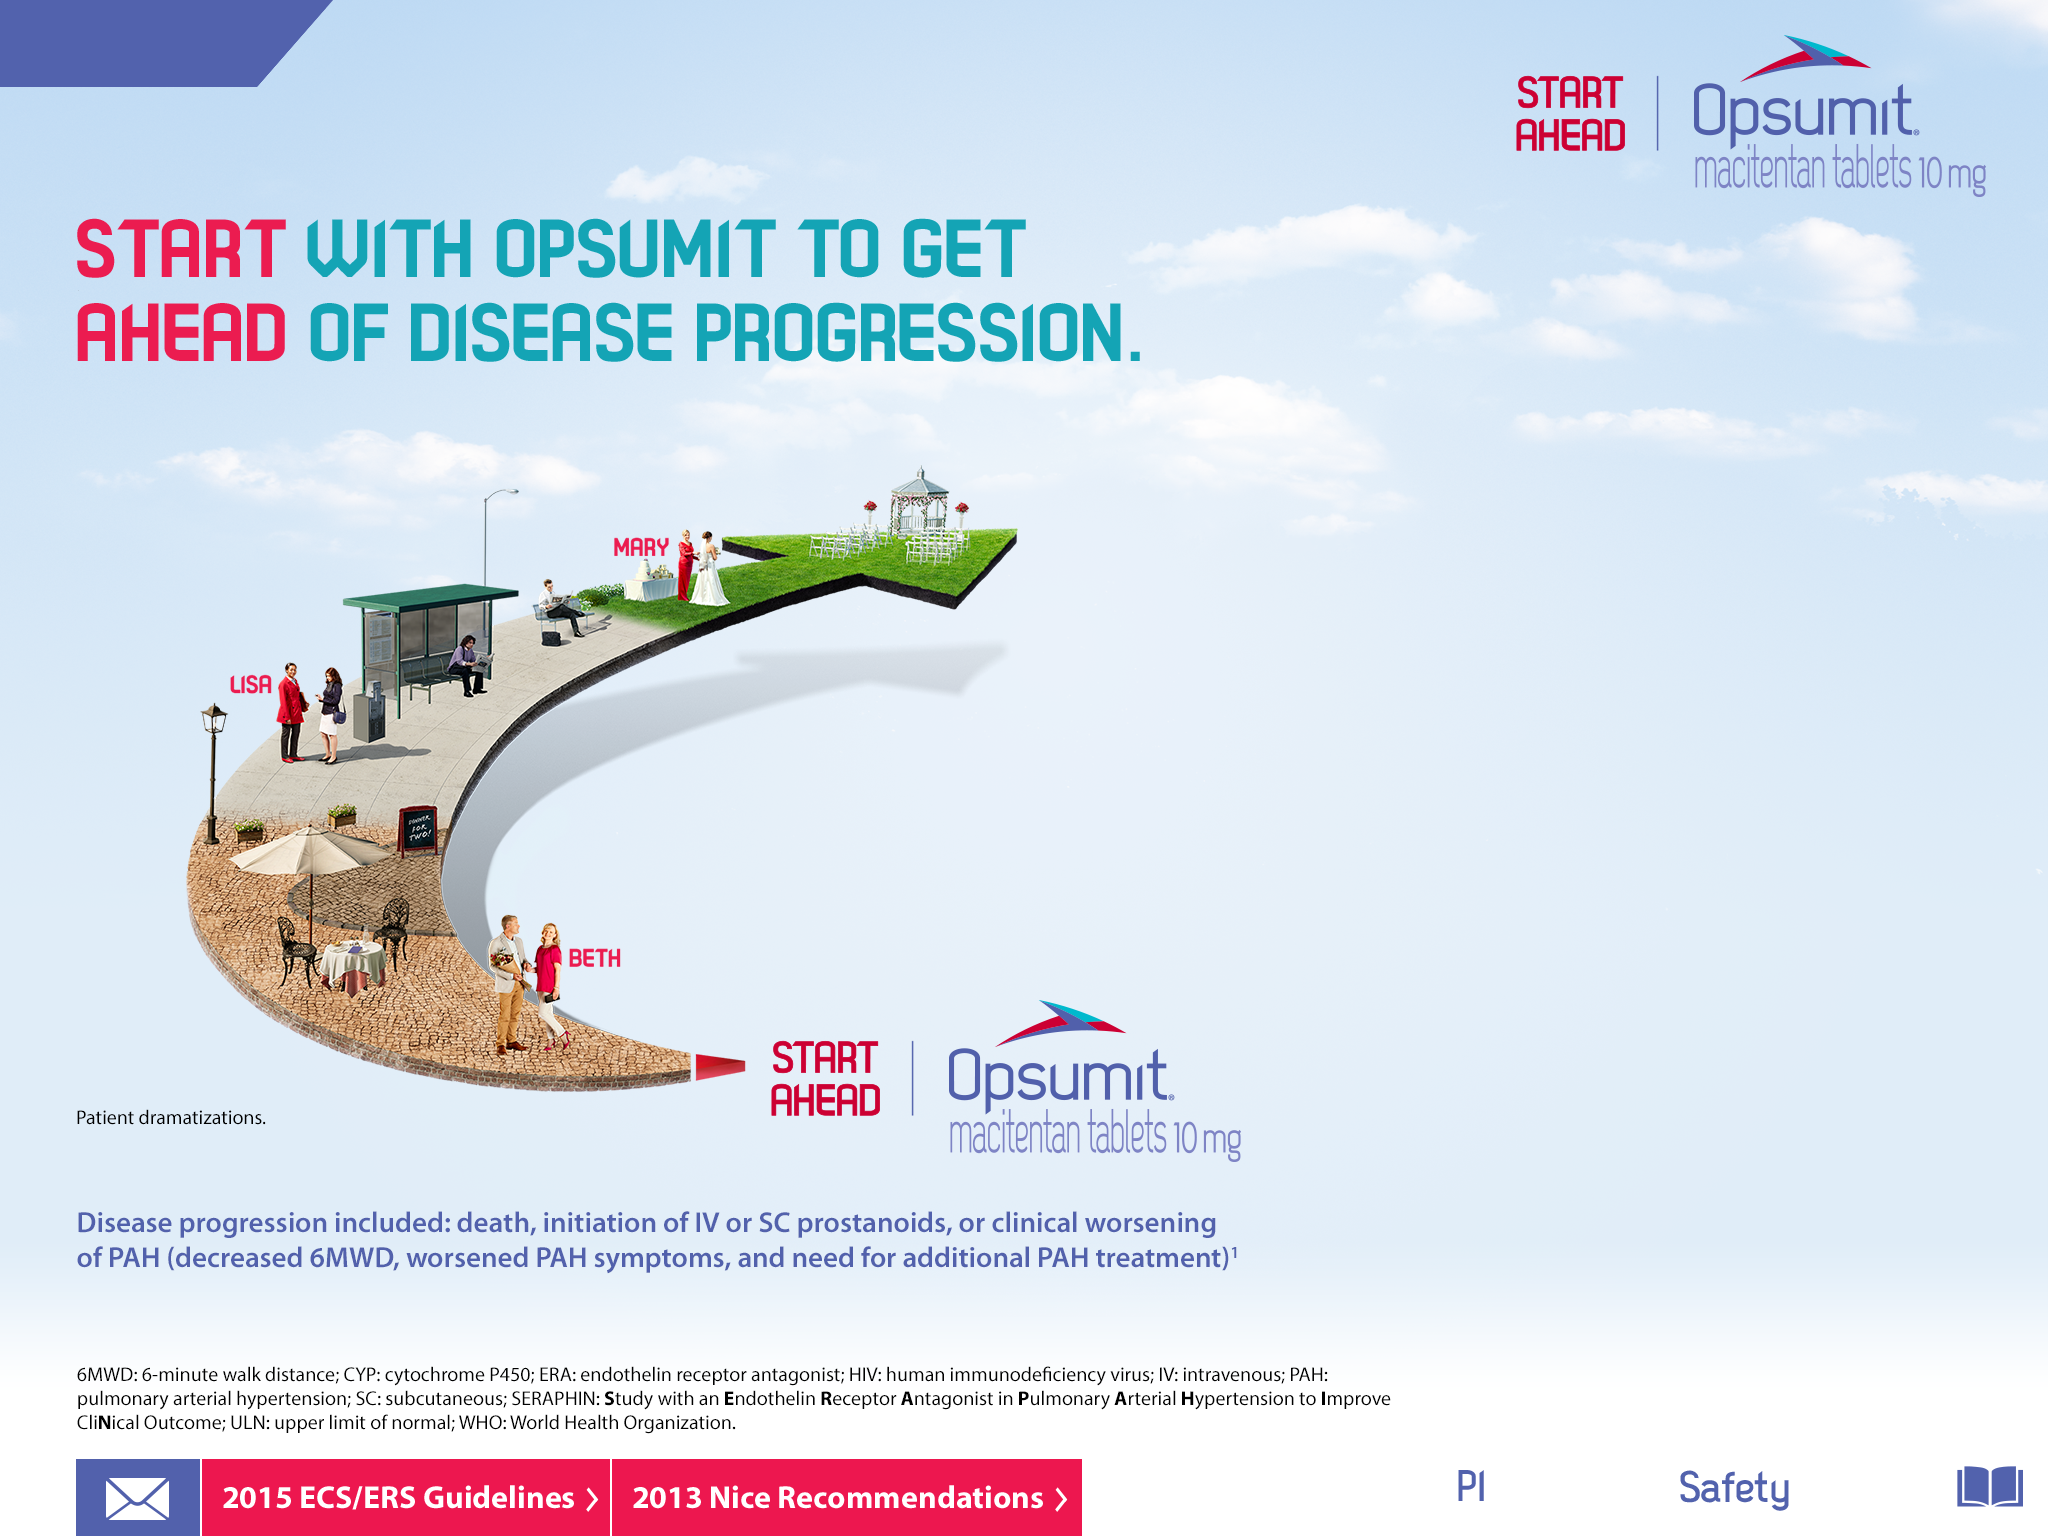 START
AHEAD
Opsumit®
macitentan tablets 10 mg
START WITH OPSUMIT TO GET
AHEAD OF DISEASE PROGRESSION.
MARY
LISA
DINNER
FOR
TWO!
BETH
START
AHEAD
Opsumit®
macitentan tablets 10 mg
Patient dramatizations.
Disease progression included: death, initiation of IV or SC prostanoids, or clinical worsening
of PAH (decreased 6MWD, worsened PAH symptoms, and need for additional PAH treatment)¹
6MWD: 6-minute walk distance; CYP: cytochrome P450; ERA: endothelin receptor antagonist; HIV: human immunodeficiency virus; IV: intravenous; PAH:
pulmonary arterial hypertension; SC: subcutaneous; SERAPHIN: Study with an Endothelin Receptor Antagonist in Pulmonary Arterial Hypertension to Improve
CliNical Outcome; ULN: upper limit of normal; WHO: World Health Organization.
2015 ECS/ERS Guidelines >
2013 Nice Recommendations >
PI
Safety